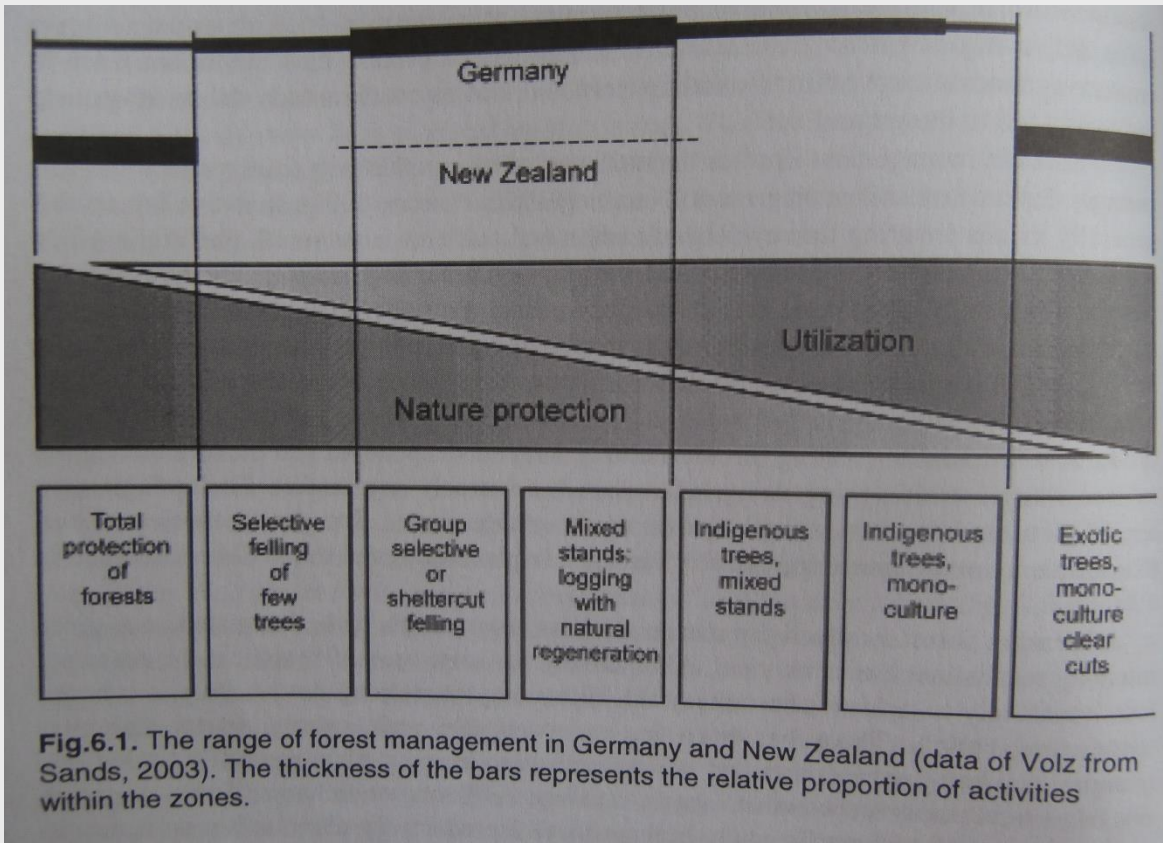 Germany
New Zealand
Utilization
Nature protection
Total
protection
of
forests
Selective
felling
of
few
trees
Group
selective
or
sheltercut
felling
Mixed
stands;
logging
with
natural
regeneration
Indigenous
trees,
mixed
stands
Indigenous
trees,
mono-
culture
Exotic
trees,
mono-
culture
clear
cuts
Fig.6.1. The range of forest management in Germany and New Zealand (data of Volz from
Sands, 2003). The thickness of the bars represents the relative proportion of activities
within the zones.